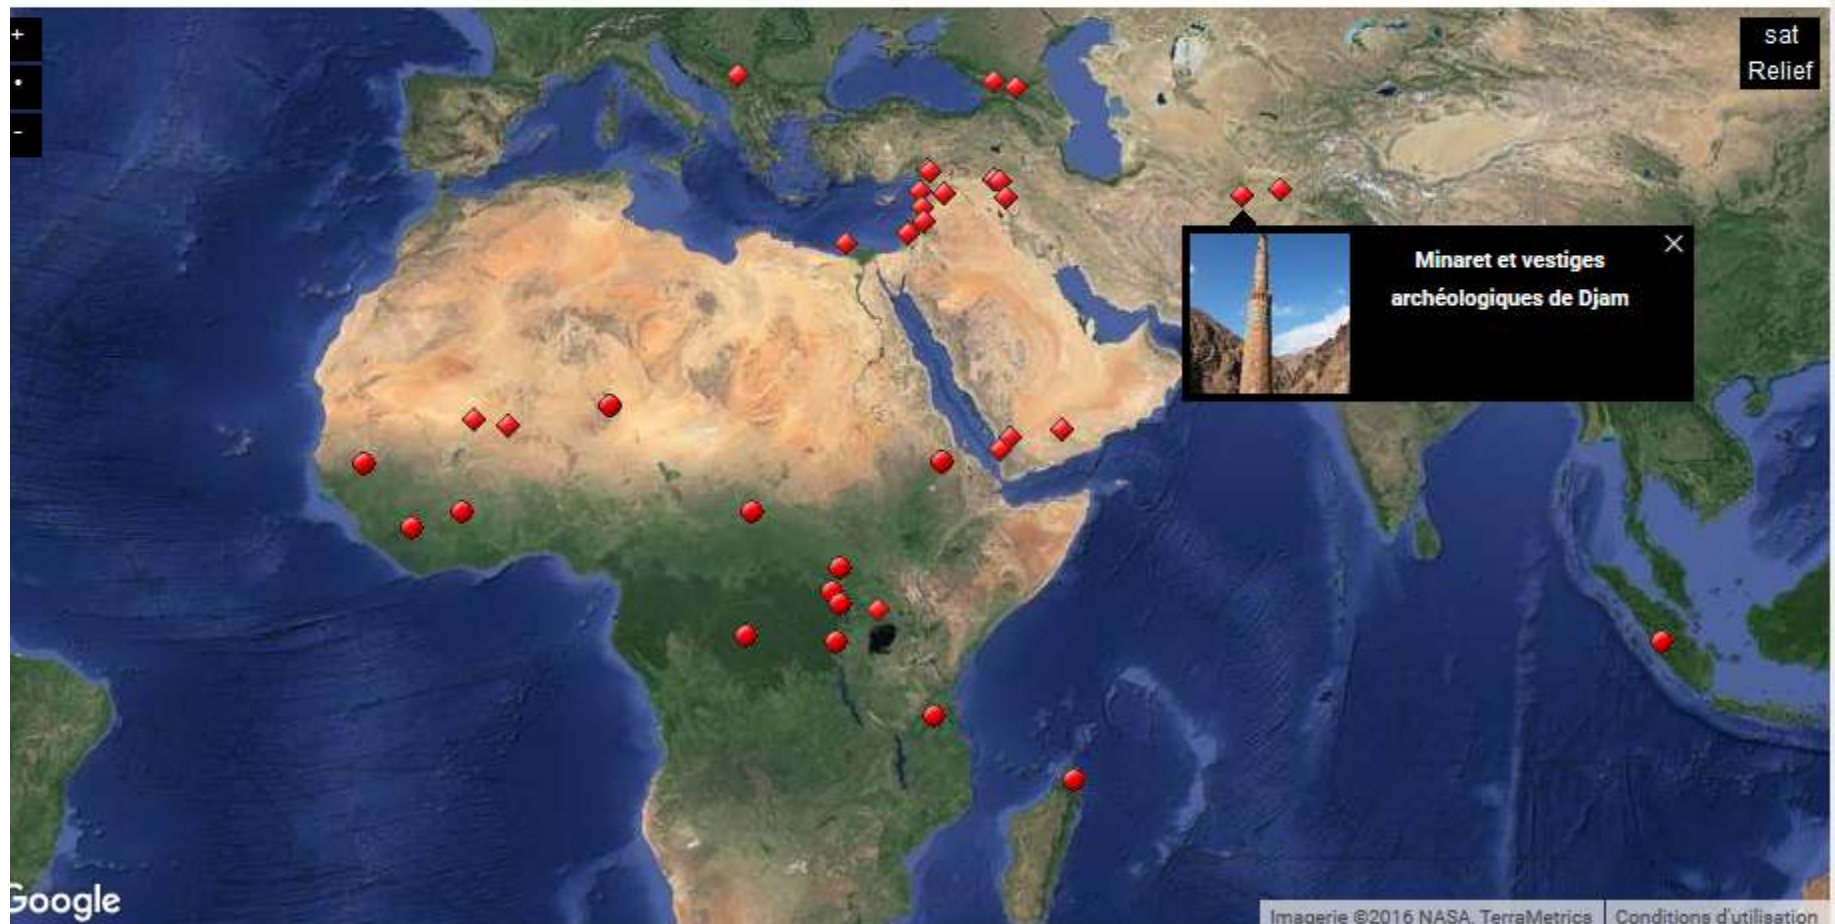 +
•
-
sat
Relief
Minaret et vestiges
archéologiques de Djam
Google
Imagerie ©2016 NASA, TerraMetrics
Conditions d'utilisation